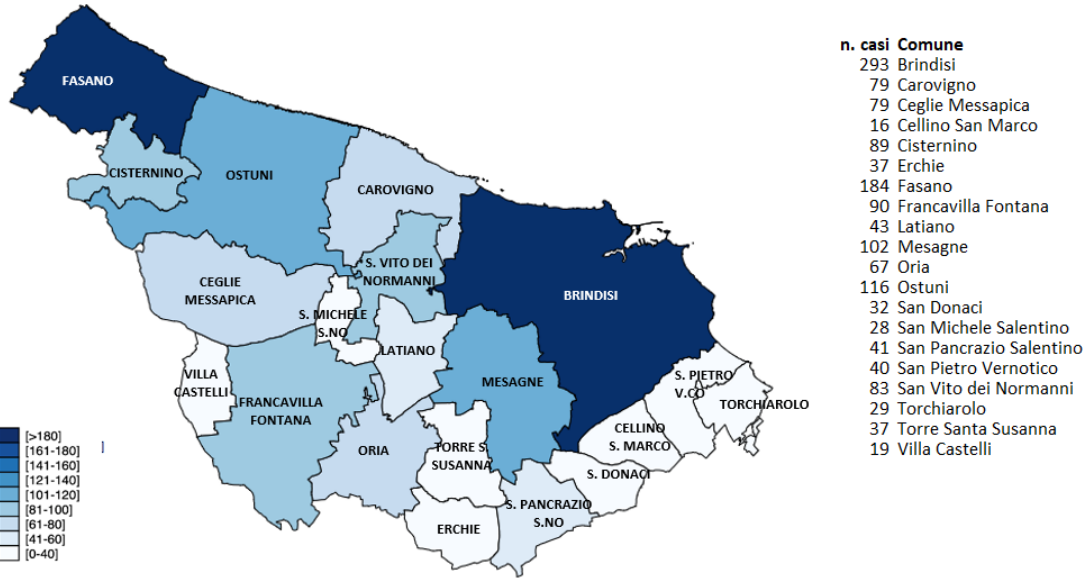 FASANO
CISTERNINO
OSTUNI
CAROVIGNO
S. VITO DEI
NORMANNI
CEGLIE
MESSAPICA
BRINDISI
S. MICHELE
S.NO
LATIANO
VILLA
CASTELLI
MESAGNE
S. PIETRO
V.CO
TORCHIAROLO
FRANCAVILLA
FONTANA
CELLINO
S. MARCO
ORIA
TORRE S.
SUSANNA
S. DONACI
S. PANCRAZIO
S.NO
ERCHIE
[>180]
[161-180]
[141-160]
[121-140]
[101-120]
[81-100]
[61-80]
[41-60]
[0-40]
]
n. casi Comune
293 Brindisi
79 Carovigno
79 Ceglie Messapica
16 Cellino San Marco
89 Cisternino
37 Erchie
184 Fasano
90 Francavilla Fontana
43 Latiano
102 Mesagne
67 Oria
116 Ostuni
32 San Donaci
28 San Michele Salentino
41 San Pancrazio Salentino
40 San Pietro Vernotico
83 San Vito dei Normanni
29 Torchiarolo
37 Torre Santa Susanna
19 Villa Castelli